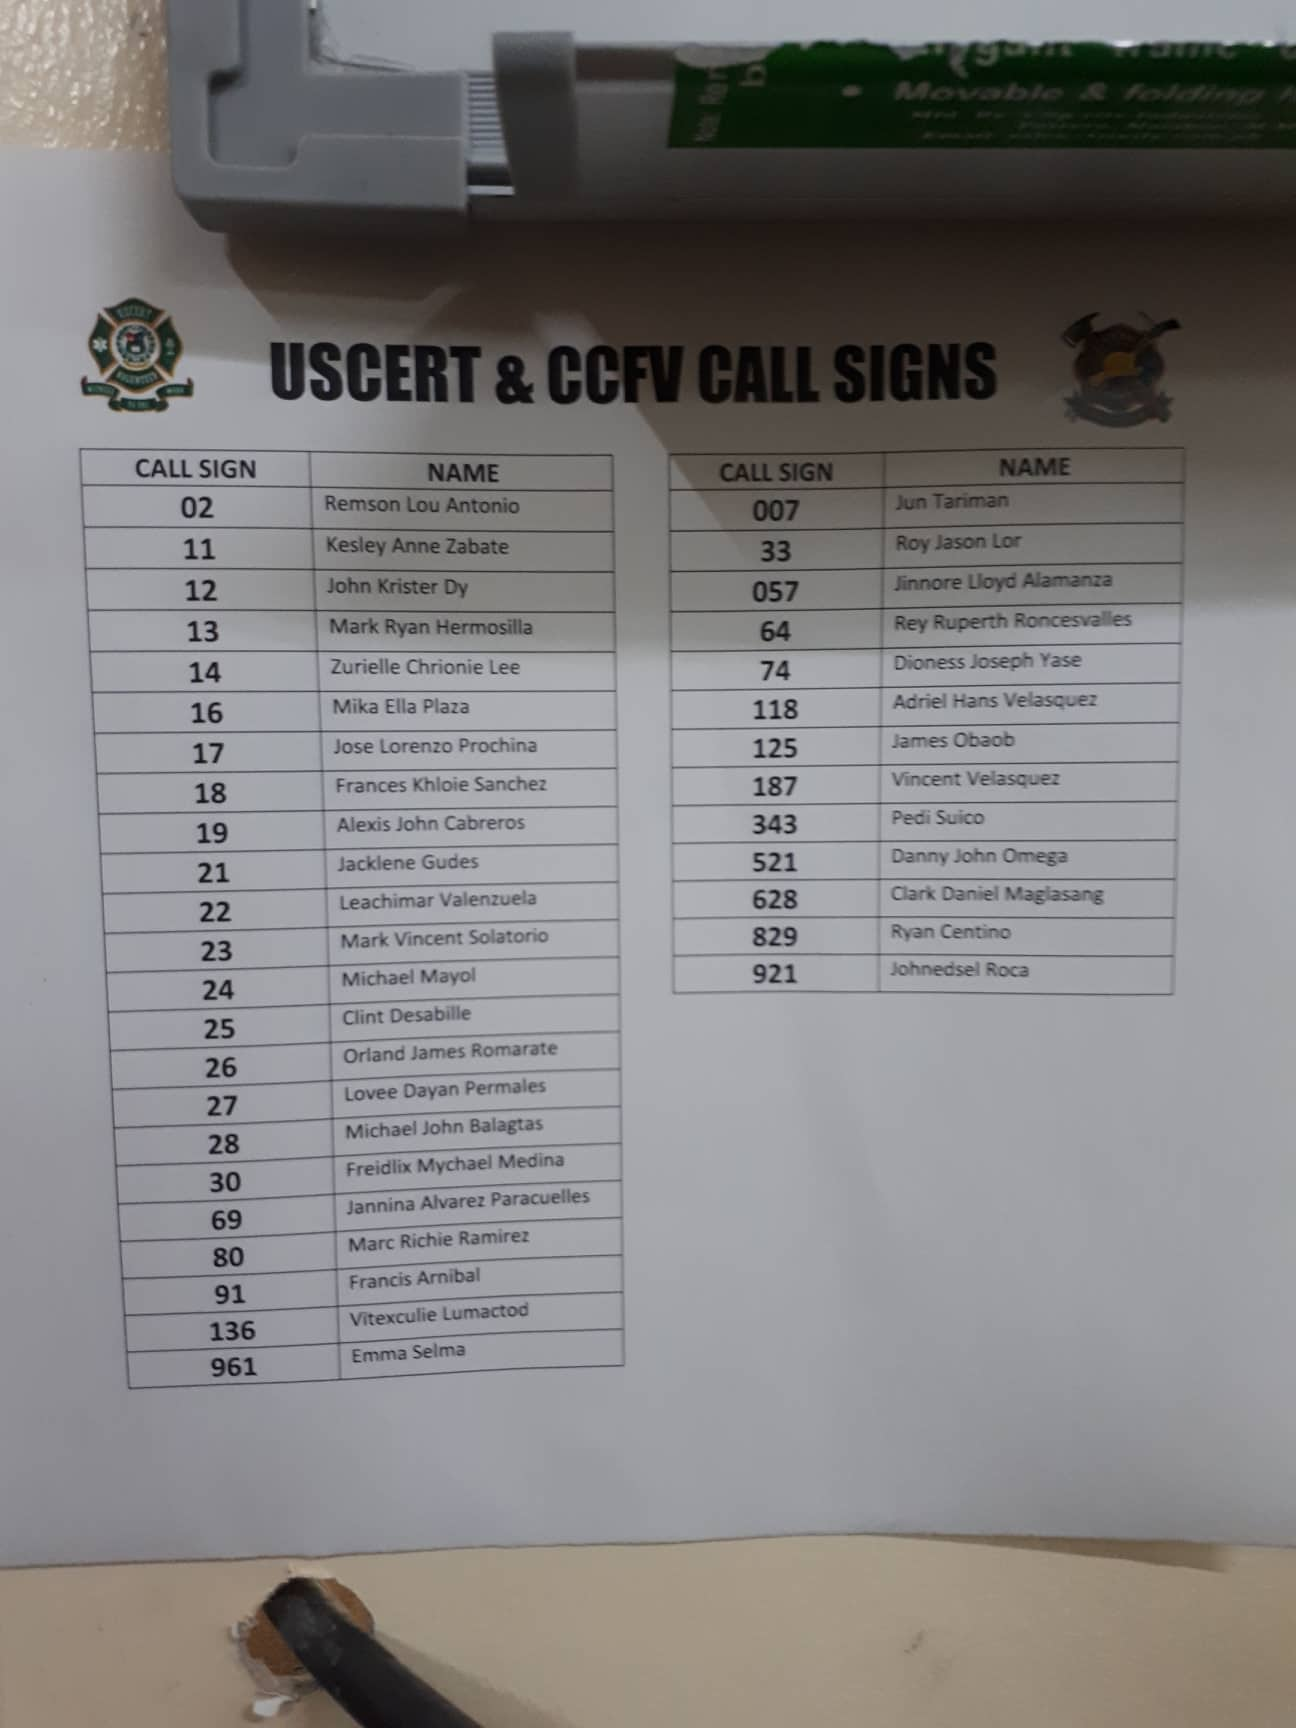 Movable & folding
USCERT & CCFV CALL SIGNS
CALL SIGN NAME
02 Remson Lou Antonio
11 Kesley Anne Zabate
12 John Krister Dy
13 Mark Ryan Hermosilla
14 Zurielle Chrionie Lee
16 Mika Ella Plaza
17 Jose Lorenzo Prochina
18 Frances Khloie Sanchez
19 Alexis John Cabreros
21 Jacklene Gudes
22 Leachimar Valenzuela
23 Mark Vincent Solatorio
24 Michael Mayol
25 Clint Desabille
26 Orland James Romarate
27 Lovee Dayan Permales
28 Michael John Balagtas
30 Freidlix Mychael Medina
69 Jannina Alvarez Paracuelles
80 Marc Richie Ramirez
91 Francis Arnibal
136 Vitexculie Lumactod
961 Emma Selma
CALL SIGN NAME
007 Jun Tariman
33 Roy Jason Lor
057 Jinnore Lloyd Alamanza
64 Rey Ruperth Roncesvalles
74 Dioness Joseph Yase
118 Adriel Hans Velasquez
125 James Obaob
187 Vincent Velasquez
343 Pedi Suico
521 Danny John Omega
628 Clark Daniel Maglasang
829 Ryan Centino
921 Johnedsel Roca